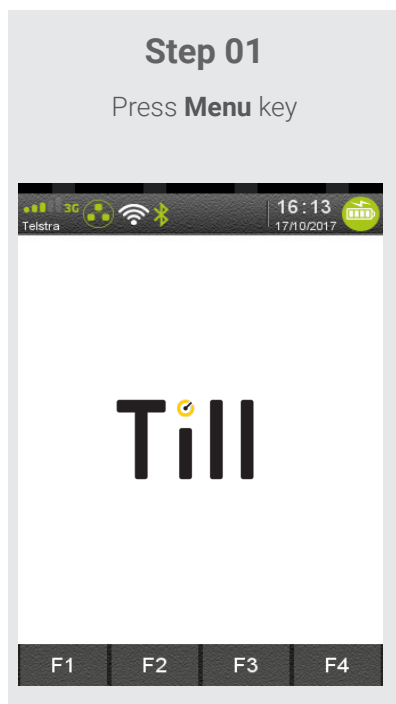 Step 01
Press Menu key
3G
16:13
Telstra
17/10/2017
Till
F1 F2 F3 F4